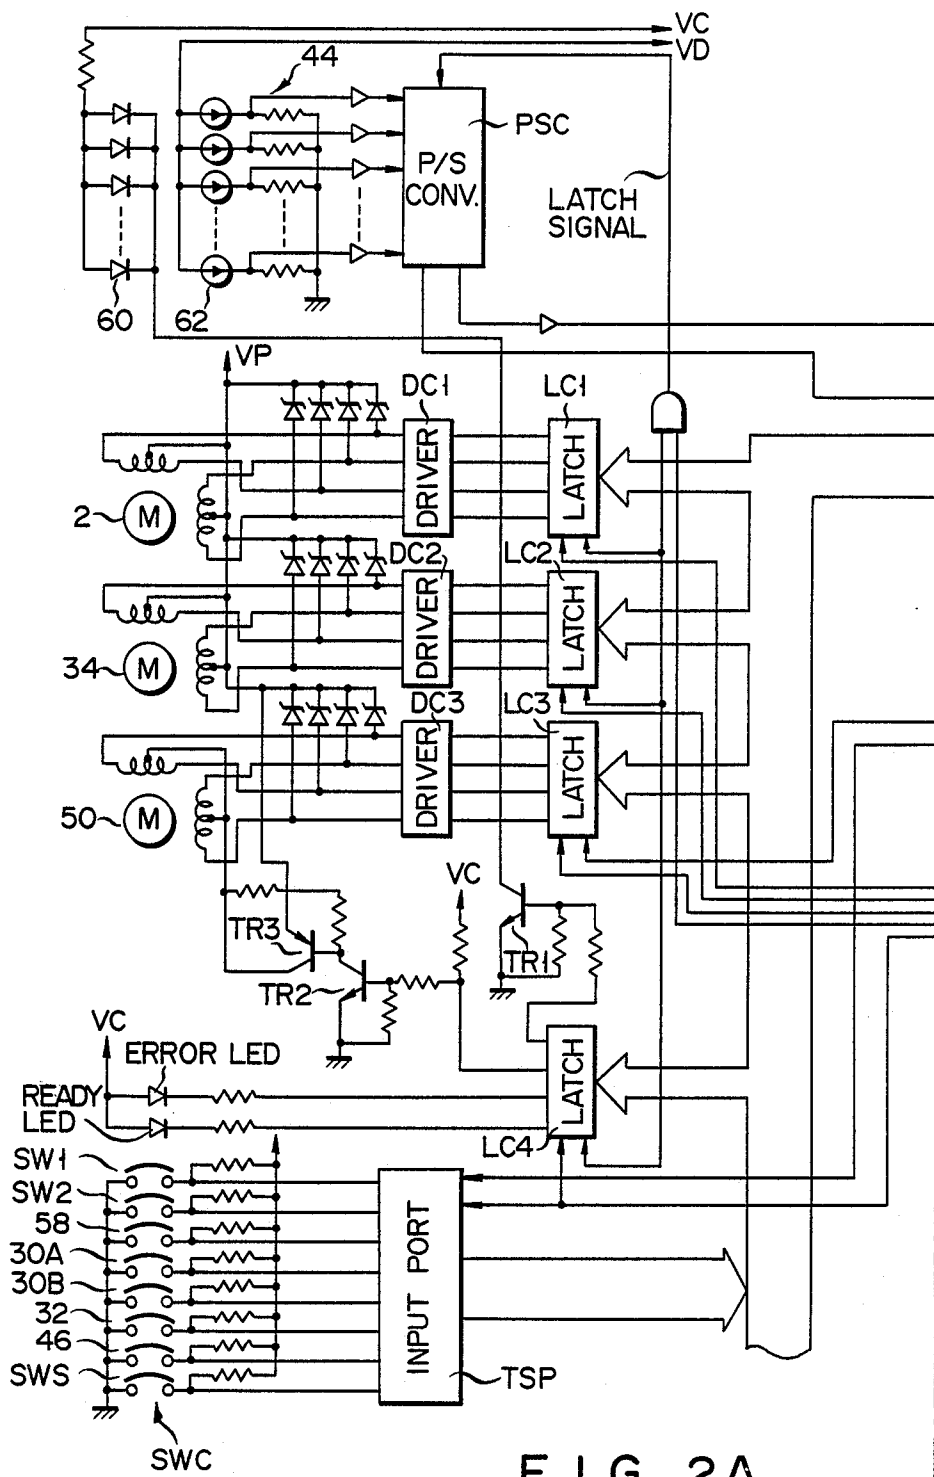 VC
VD
44
PSC
P/S
CONV.
LATCH
SIGNAL
60
62
VP
DC1
LC1
DRIVER
LATCH
2
M
DC2
LC2
DRIVER
LATCH
34
M
DC3
LC3
DRIVER
LATCH
50
M
VC
TR3
TR1
TR2
VC
ERROR LED
LATCH
READY
LED
LC4
SW1
SW2
58
30A
30B
32
46
SWS
INPUT PORT
TSP
SWC
FIG. 2A